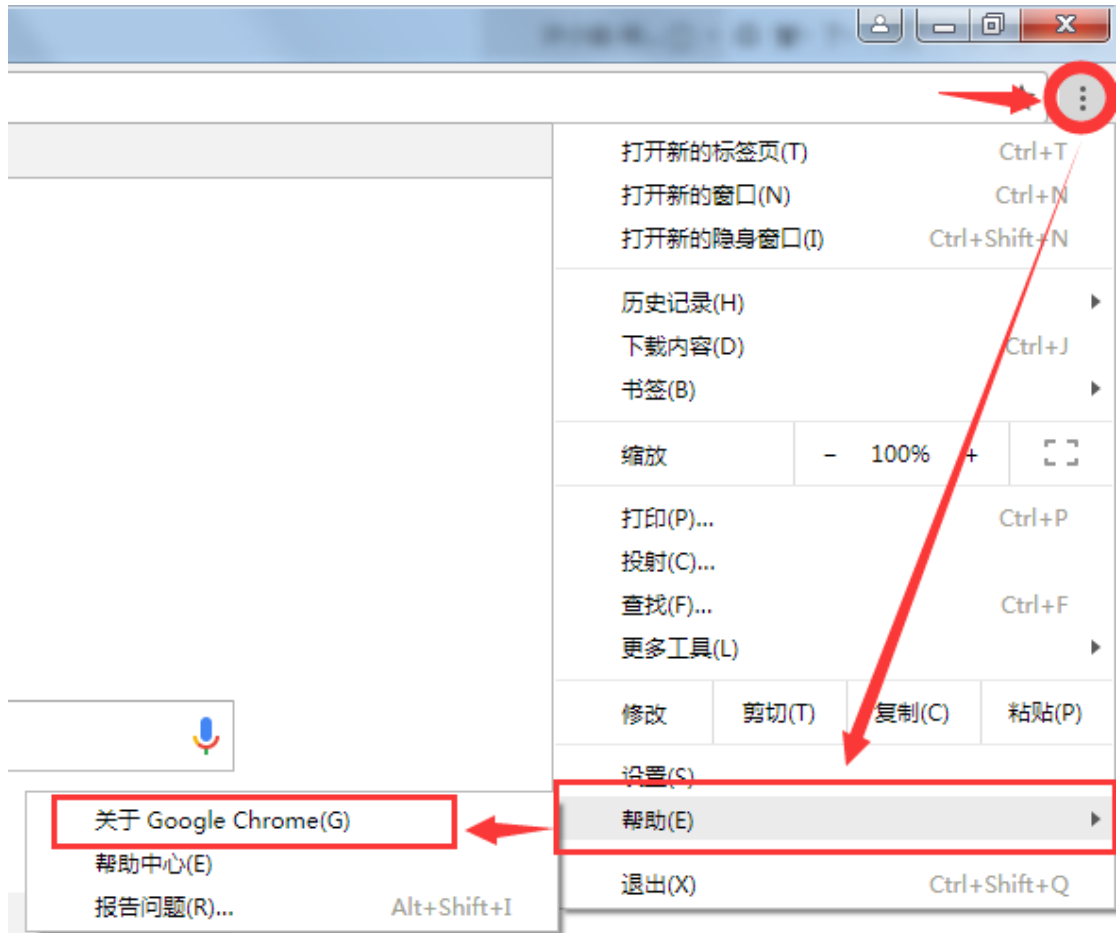 打开新的标签页(T) Ctrl+T
打开新的窗口(N) Ctrl+N
打开新的隐身窗口(I) Ctrl+Shift+N
历史记录(H)
下载内容(D) Ctrl+J
书签(B)
缩放 − 100% +
打印(P)... Ctrl+P
投射(C)...
查找(F)... Ctrl+F
更多工具(L)
修改 剪切(T) 复制(C) 粘贴(P)
设置(S)
帮助(E)
退出(X) Ctrl+Shift+Q
关于 Google Chrome(G)
帮助中心(E)
报告问题(R)... Alt+Shift+I